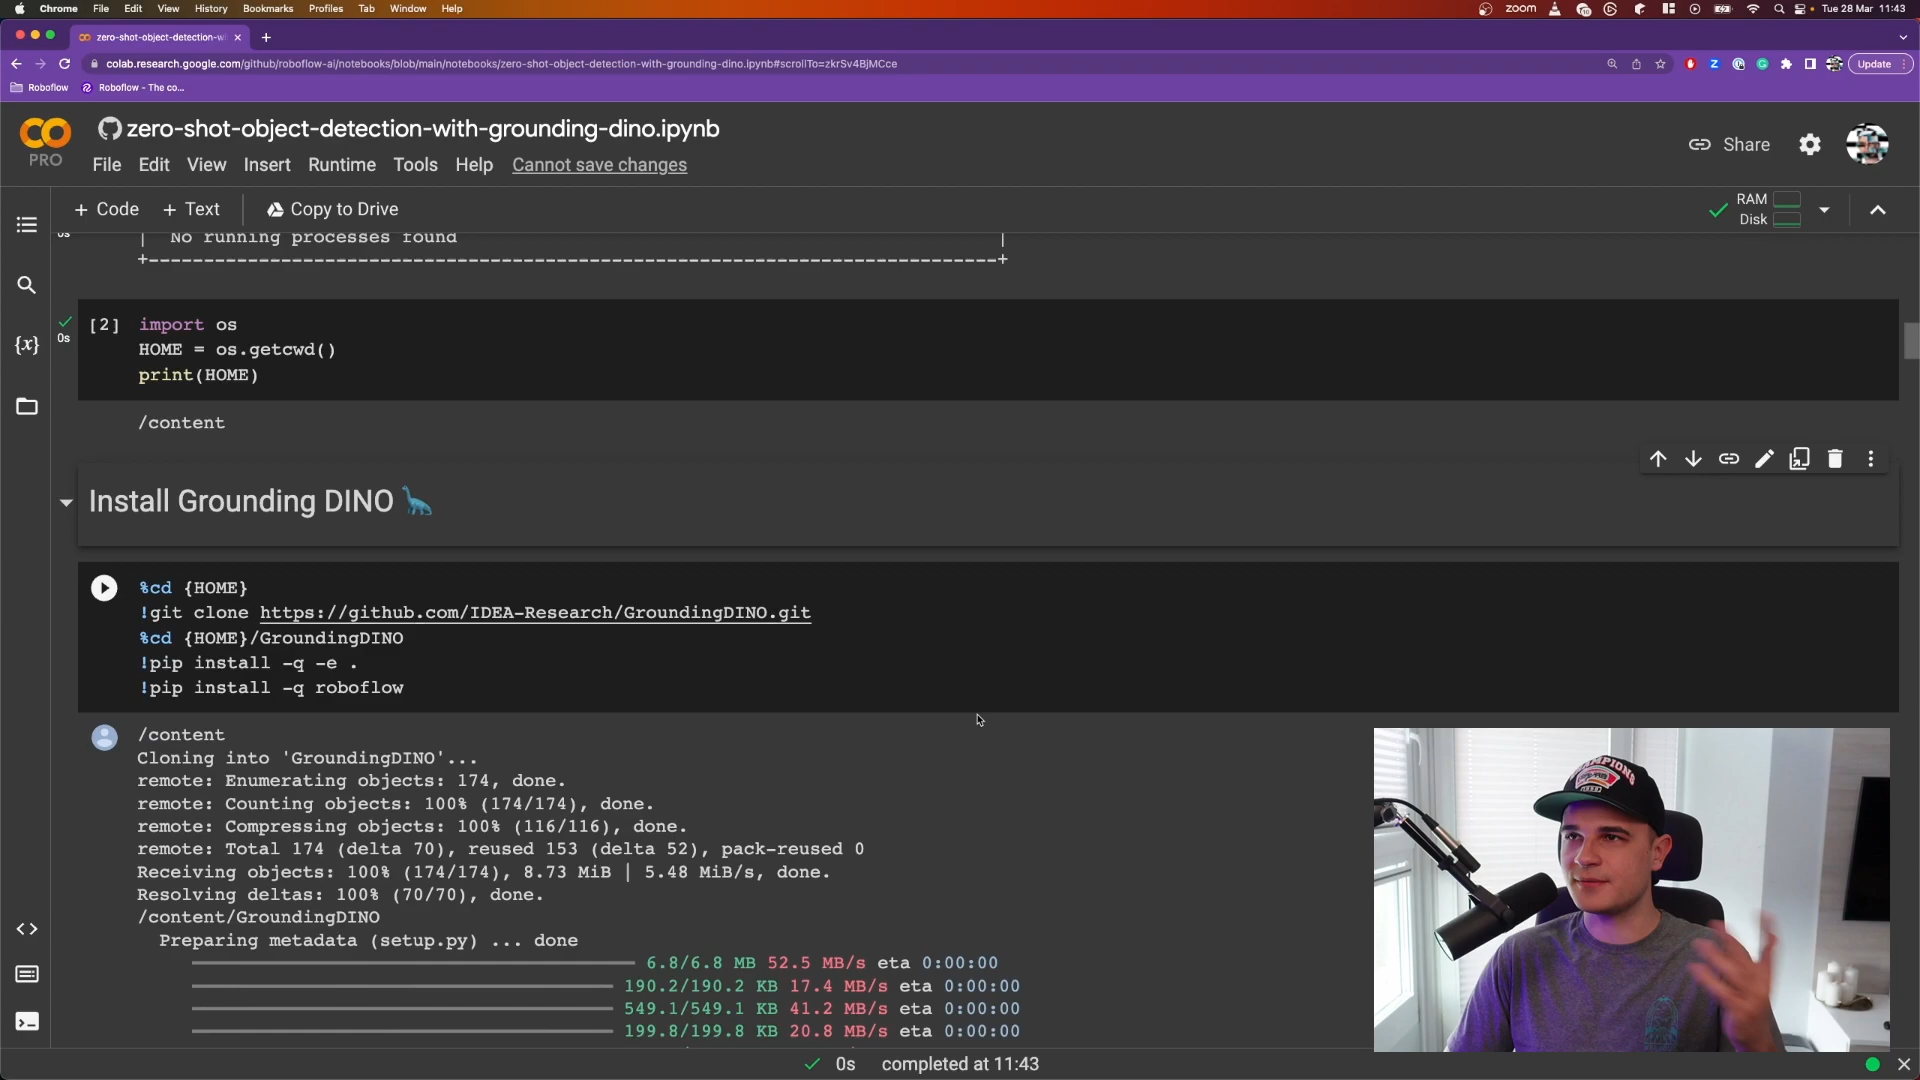 Chrome File Edit View History Bookmarks Profiles Tab Window Help
zoom
Tue 28 Mar 11:43
zero-shot-object-detection-wi
colab.research.google.com/github/roboflow-ai/notebooks/blob/main/notebooks/zero-shot-object-detection-with-grounding-dino.ipynb#scrollTo=zkrSv4BjMCce
Update
Roboflow
Roboflow - The co...
CO
PRO
zero-shot-object-detection-with-grounding-dino.ipynb
File Edit View Insert Runtime Tools Help Cannot save changes
Share
+ Code + Text Copy to Drive
RAM
Disk
0s
| No running processes found |
+-----------------------------------------------------------------------------+
[2] import os
0s
HOME = os.getcwd()
print(HOME)
/content
Install Grounding DINO 🦕
%cd {HOME}
!git clone https://github.com/IDEA-Research/GroundingDINO.git
%cd {HOME}/GroundingDINO
!pip install -q -e .
!pip install -q roboflow
/content
Cloning into 'GroundingDINO'...
remote: Enumerating objects: 174, done.
remote: Counting objects: 100% (174/174), done.
remote: Compressing objects: 100% (116/116), done.
remote: Total 174 (delta 70), reused 153 (delta 52), pack-reused 0
Receiving objects: 100% (174/174), 8.73 MiB | 5.48 MiB/s, done.
Resolving deltas: 100% (70/70), done.
/content/GroundingDINO
Preparing metadata (setup.py) ... done
6.8/6.8 MB 52.5 MB/s eta 0:00:00
190.2/190.2 KB 17.4 MB/s eta 0:00:00
549.1/549.1 KB 41.2 MB/s eta 0:00:00
199.8/199.8 KB 20.8 MB/s eta 0:00:00
CHAMPIONS
0s completed at 11:43